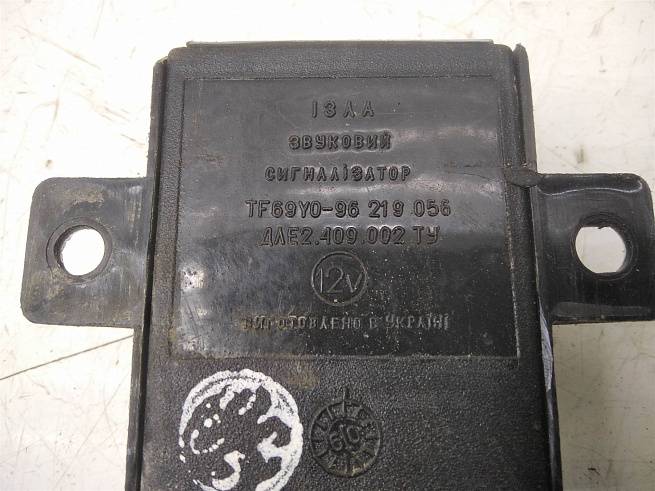 ІЗАА
ЗВУКОВИЙ
СИГНАЛІЗАТОР
TF69Y0-96 219 056
ДЛЕ2.409.002 ТУ
12v
ВИГОТОВЛЕНО В УКРАЇНІ